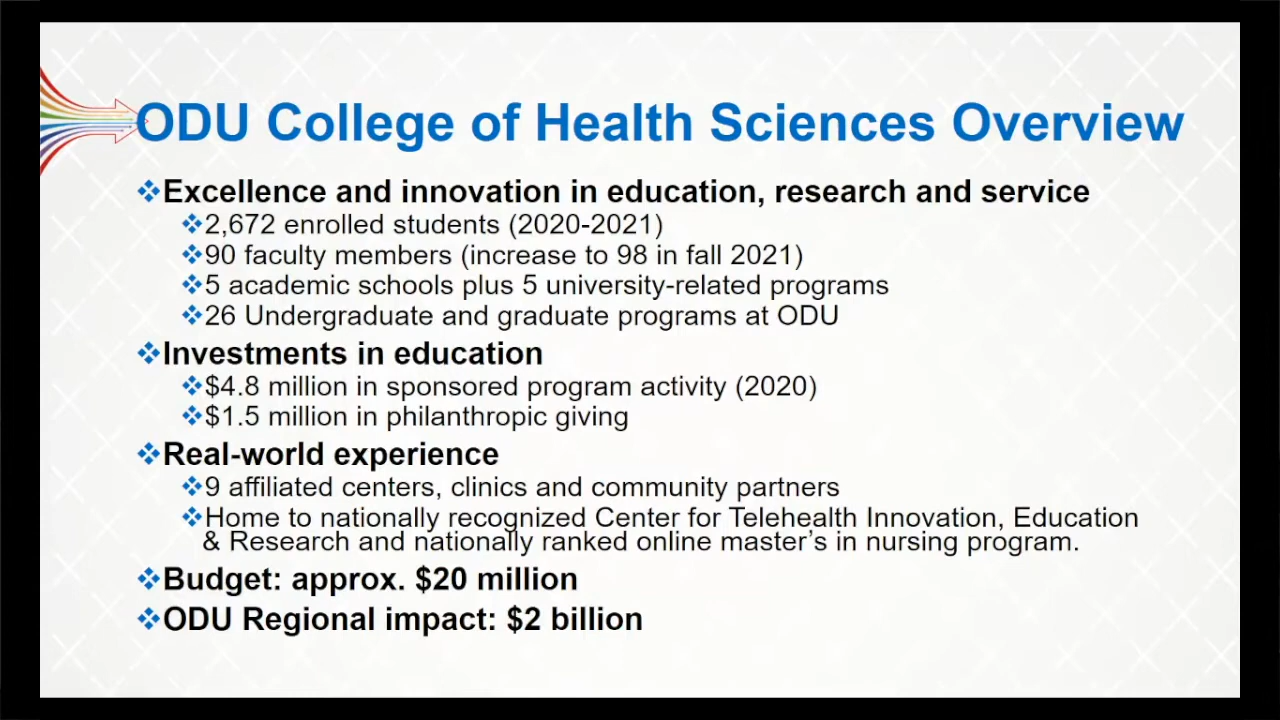 ODU College of Health Sciences Overview
❖Excellence and innovation in education, research and service
❖2,672 enrolled students (2020-2021)
❖90 faculty members (increase to 98 in fall 2021)
❖5 academic schools plus 5 university-related programs
❖26 Undergraduate and graduate programs at ODU
❖Investments in education
❖$4.8 million in sponsored program activity (2020)
❖$1.5 million in philanthropic giving
❖Real-world experience
❖9 affiliated centers, clinics and community partners
❖Home to nationally recognized Center for Telehealth Innovation, Education
& Research and nationally ranked online master’s in nursing program.
❖Budget: approx. $20 million
❖ODU Regional impact: $2 billion